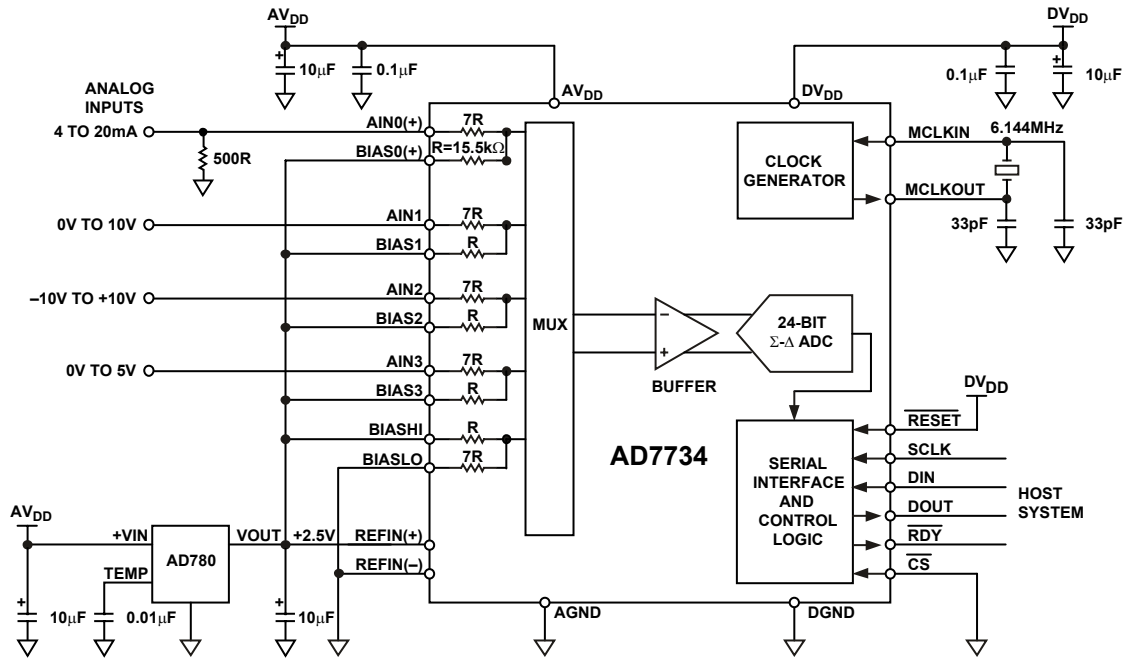 AVDD
10µF
0.1µF
DVDD
0.1µF
10µF
AVDD
DVDD
ANALOG
INPUTS
4 TO 20mA
500R
AIN0(+)
7R
BIAS0(+)
R=15.5kΩ
0V TO 10V
AIN1
7R
BIAS1
R
–10V TO +10V
AIN2
7R
BIAS2
R
0V TO 5V
AIN3
7R
BIAS3
R
BIASHI
R
BIASLO
7R
MUX
BUFFER
24-BIT
Σ-Δ ADC
AD7734
CLOCK
GENERATOR
MCLKIN
6.144MHz
MCLKOUT
33pF
33pF
SERIAL
INTERFACE
AND
CONTROL
LOGIC
DVDD
RESET
SCLK
DIN
DOUT
RDY
CS
HOST
SYSTEM
AVDD
+VIN
AD780
VOUT
+2.5V
REFIN(+)
TEMP
REFIN(–)
10µF
0.01µF
10µF
AGND
DGND